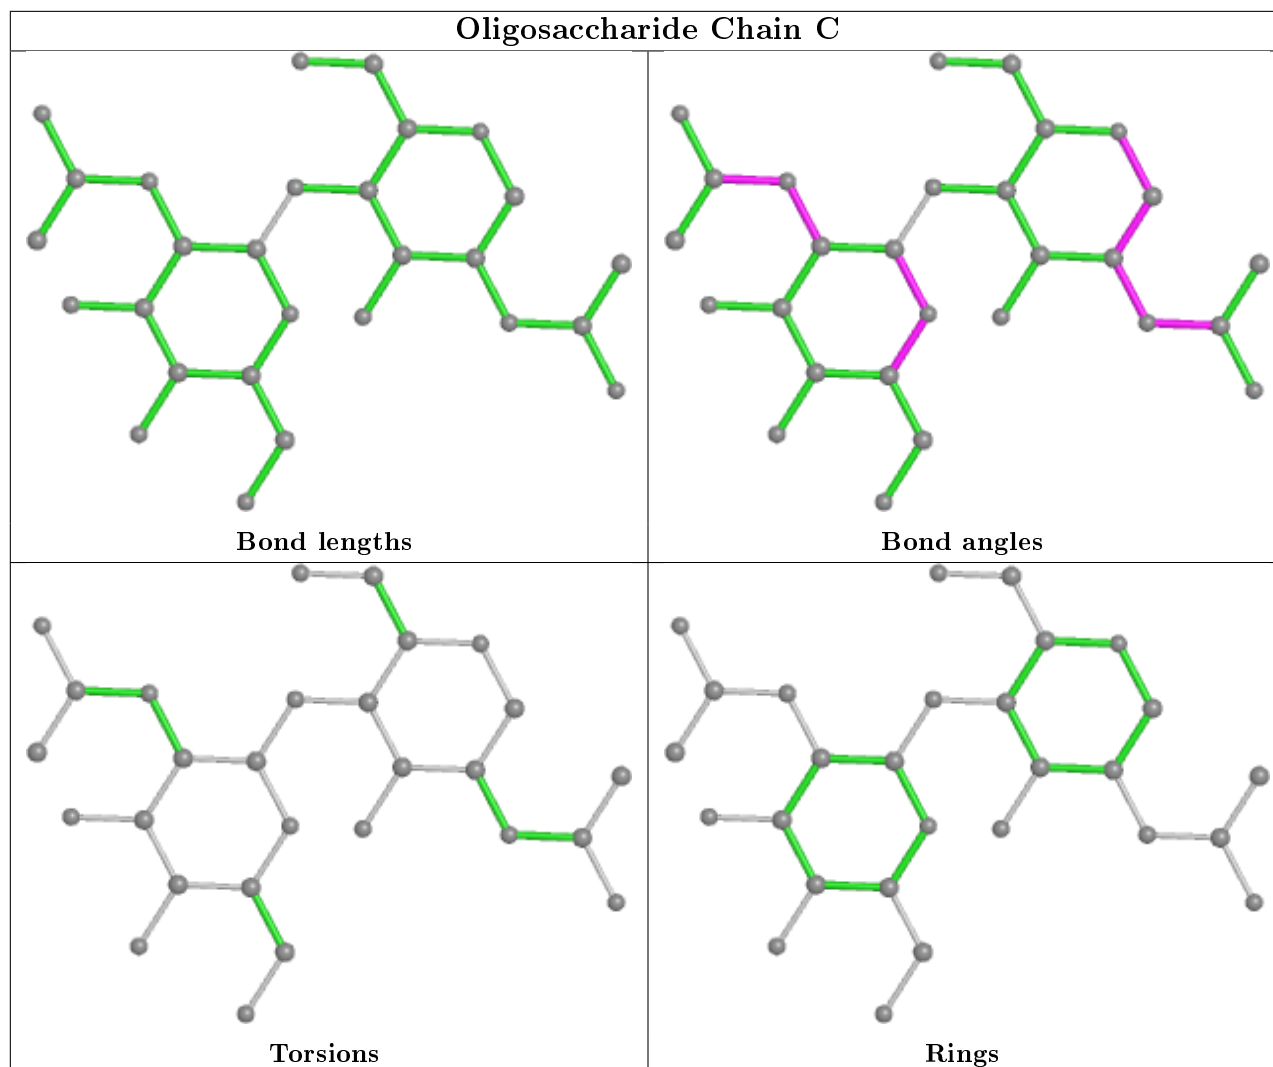 Oligosaccharide Chain C
Bond lengths
Bond angles
Torsions
Rings